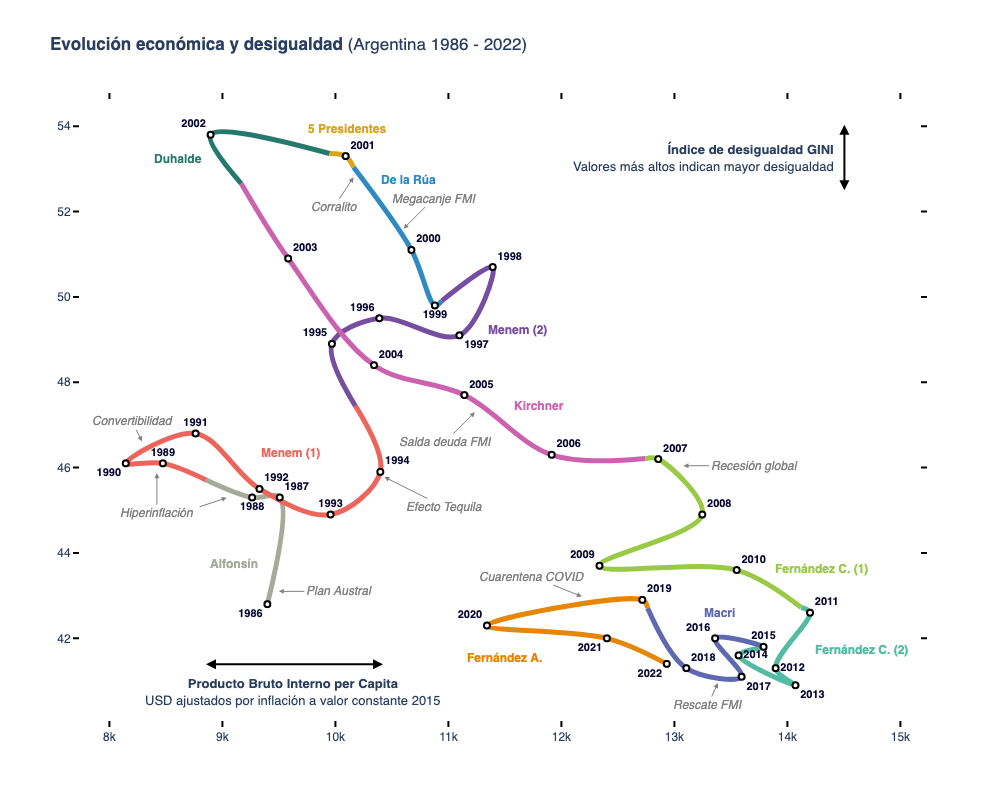 Evolución económica y desigualdad (Argentina 1986 - 2022)
54
52
50
48
46
44
42
Índice de desigualdad GINI
Valores más altos indican mayor desigualdad
2002
5 Presidentes
2001
Duhalde
De la Rúa
Corralito
Megacanje FMI
2000
2003
1998
1996
1999
1995
Menem (2)
1997
2004
2005
Kirchner
Convertibilidad
1991
Salda deuda FMI
2006
2007
1989
Menem (1)
1990
1994
Recesión global
1992
1987
1988
Hiperinflación
1993
Efecto Tequila
2008
2009
2010
Alfonsín
Fernández C. (1)
Cuarentena COVID
2019
Plan Austral
1986
2011
2020
Macri
2016
2015
2021
Fernández C. (2)
Fernández A.
2018
2014
2012
2022
2017
2013
Rescate FMI
Producto Bruto Interno per Capita
USD ajustados por inflación a valor constante 2015
8k
9k
10k
11k
12k
13k
14k
15k